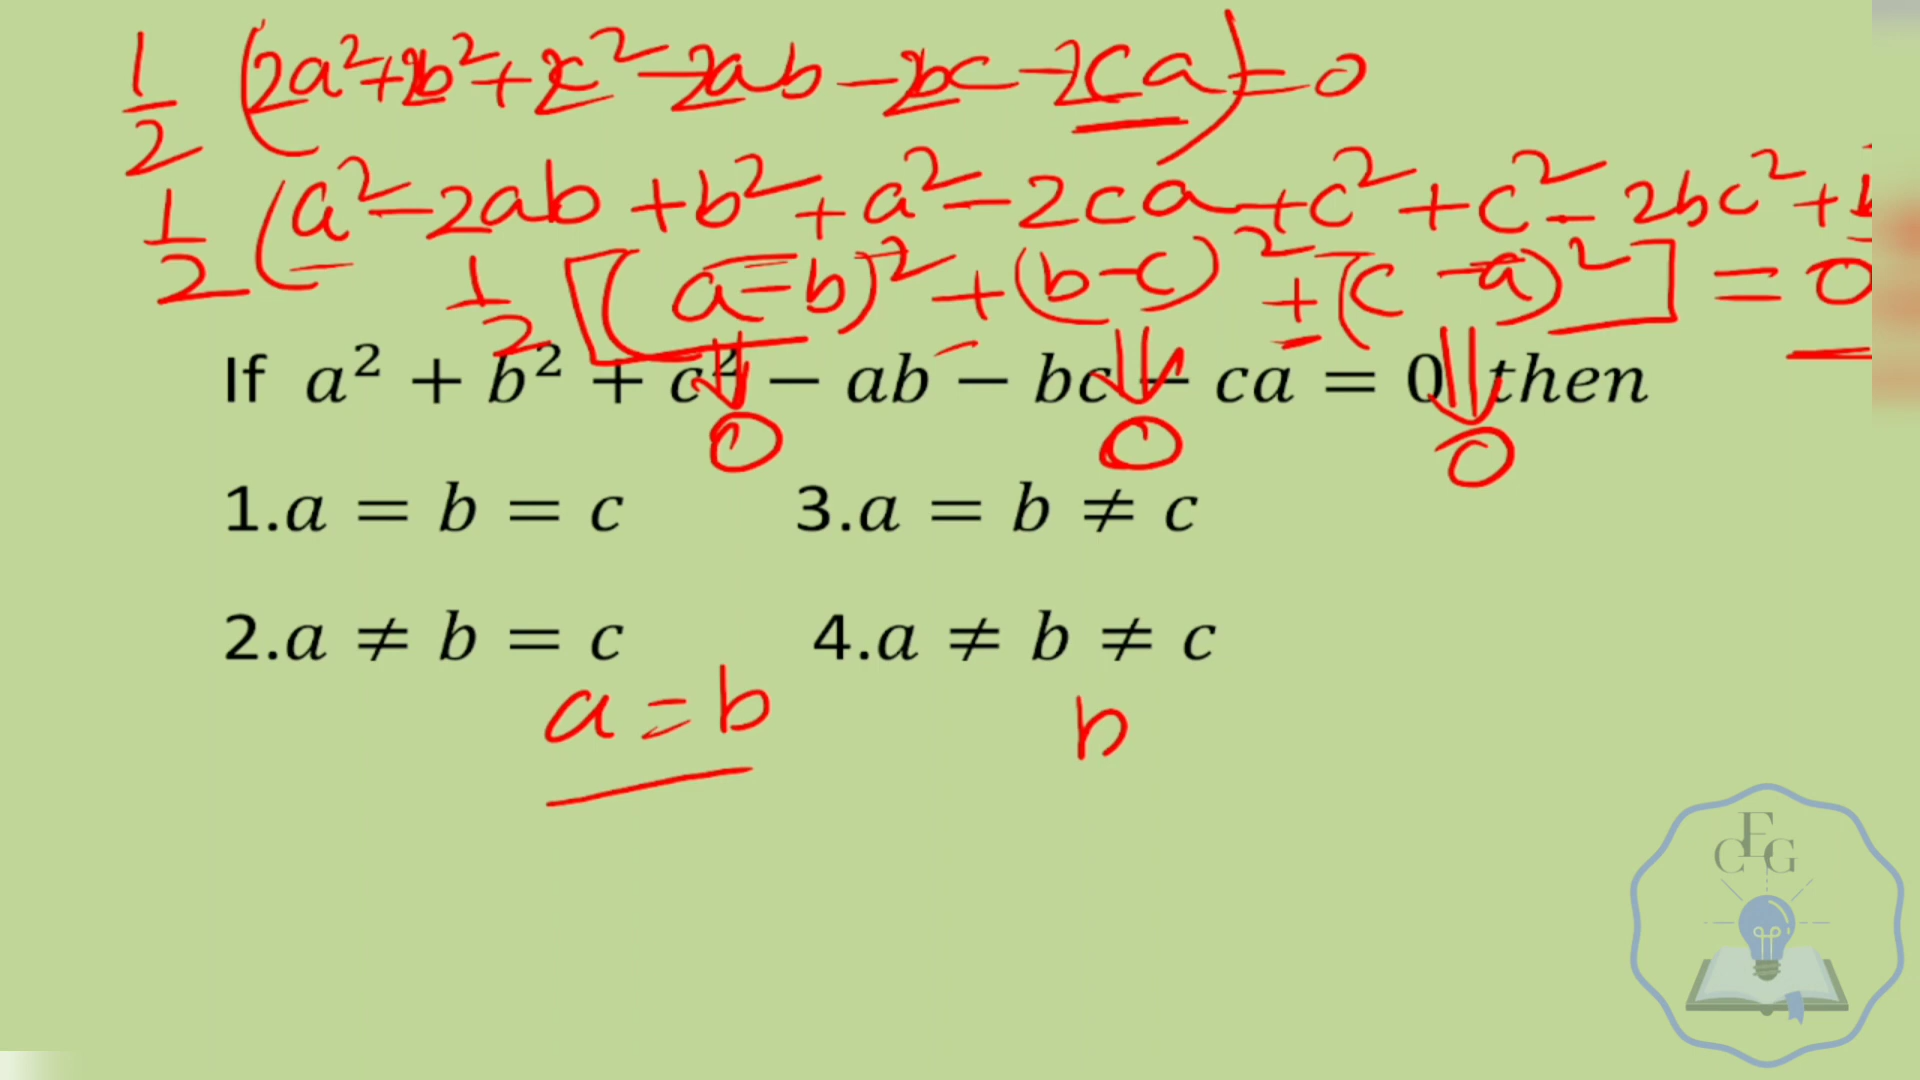 1/2 (2a²+2b²+2c²−2ab−2bc−2ca)=0
1/2 (a²−2ab+b²+a²−2ca+c²+c²−2bc²+
1/2 [(a−b)²+(b−c)²+(c−a)²]=0
If a² + b² + c² − ab − bc − ca = 0 then
0 0 0
1.a = b = c 3.a = b ≠ c
2.a ≠ b = c 4.a ≠ b ≠ c
a=b b
CEG